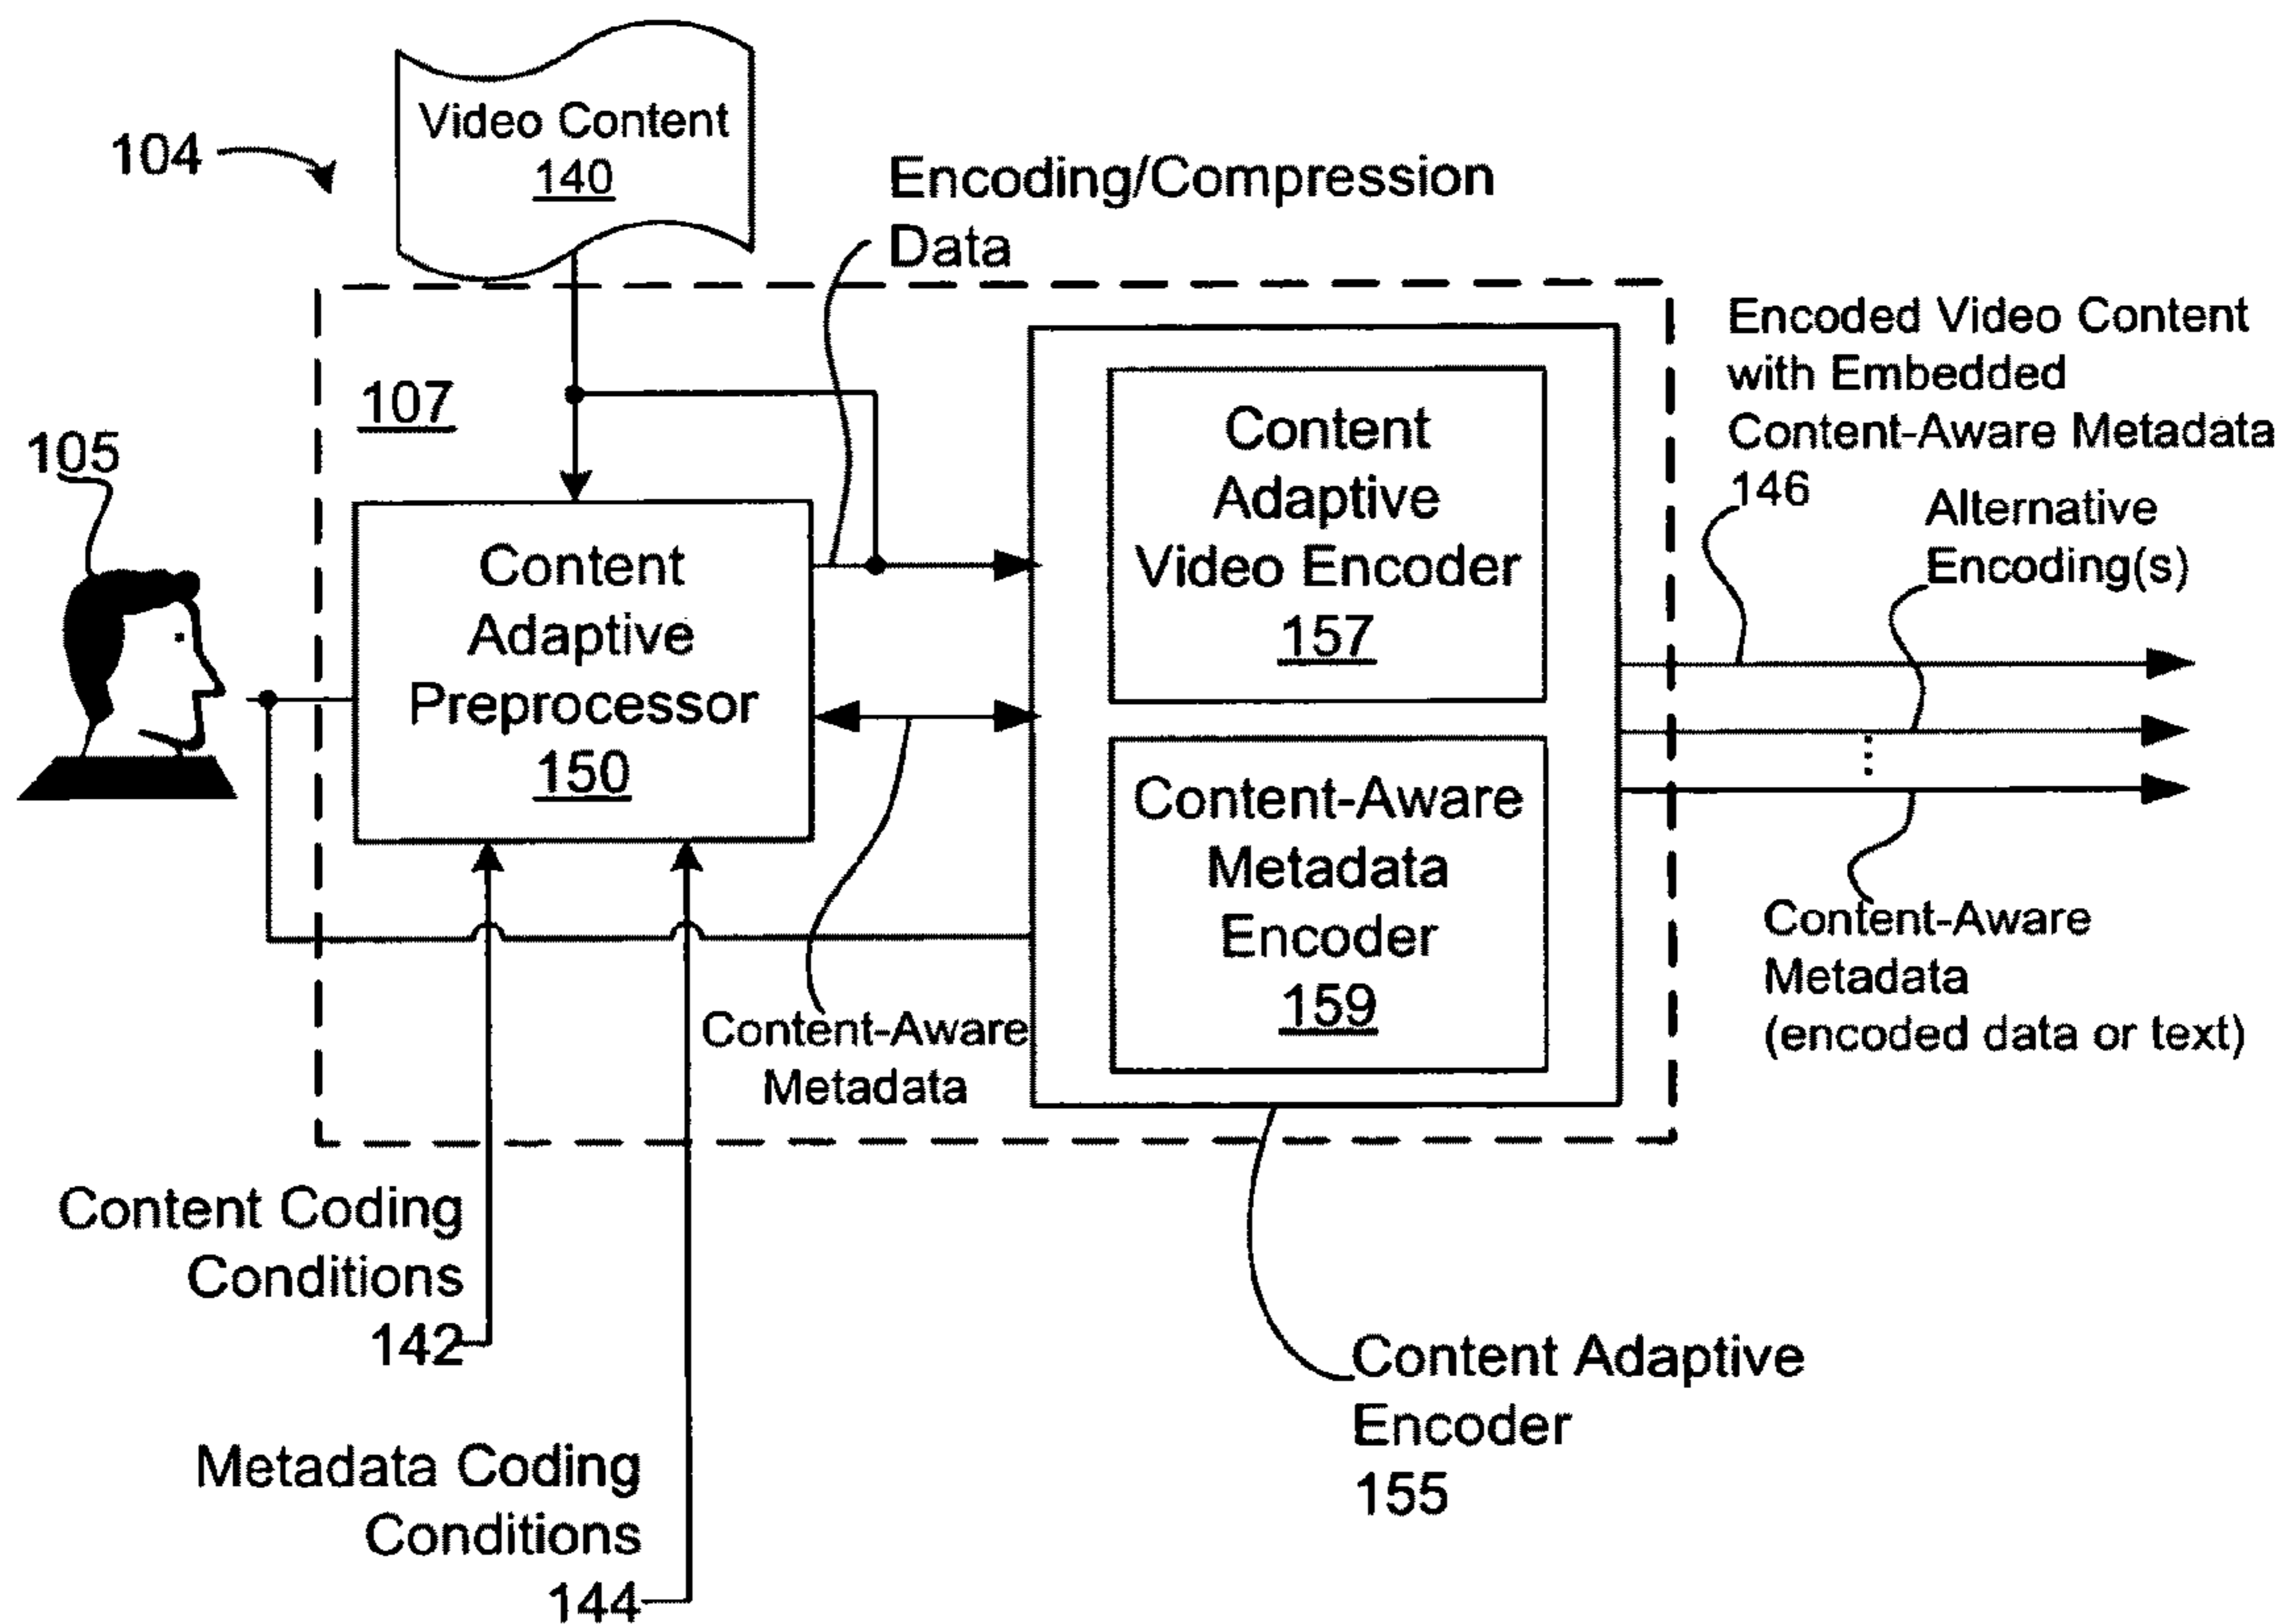 Video Content
140
104
Encoding/Compression
Data
107
105
Content
Adaptive
Preprocessor
150
Content
Adaptive
Video Encoder
157
Content-Aware
Metadata
Encoder
159
Encoded Video Content
with Embedded
Content-Aware Metadata
146
Alternative
Encoding(s)
Content-Aware
Metadata
(encoded data or text)
Content-Aware
Metadata
Content Coding
Conditions
142
Metadata Coding
Conditions
144
Content Adaptive
Encoder
155